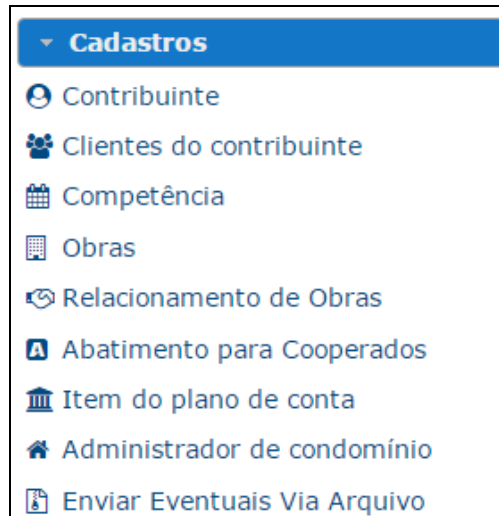 Cadastros
Contribuinte
Clientes do contribuinte
Competência
Obras
Relacionamento de Obras
Abatimento para Cooperados
Item do plano de conta
Administrador de condomínio
Enviar Eventuais Via Arquivo